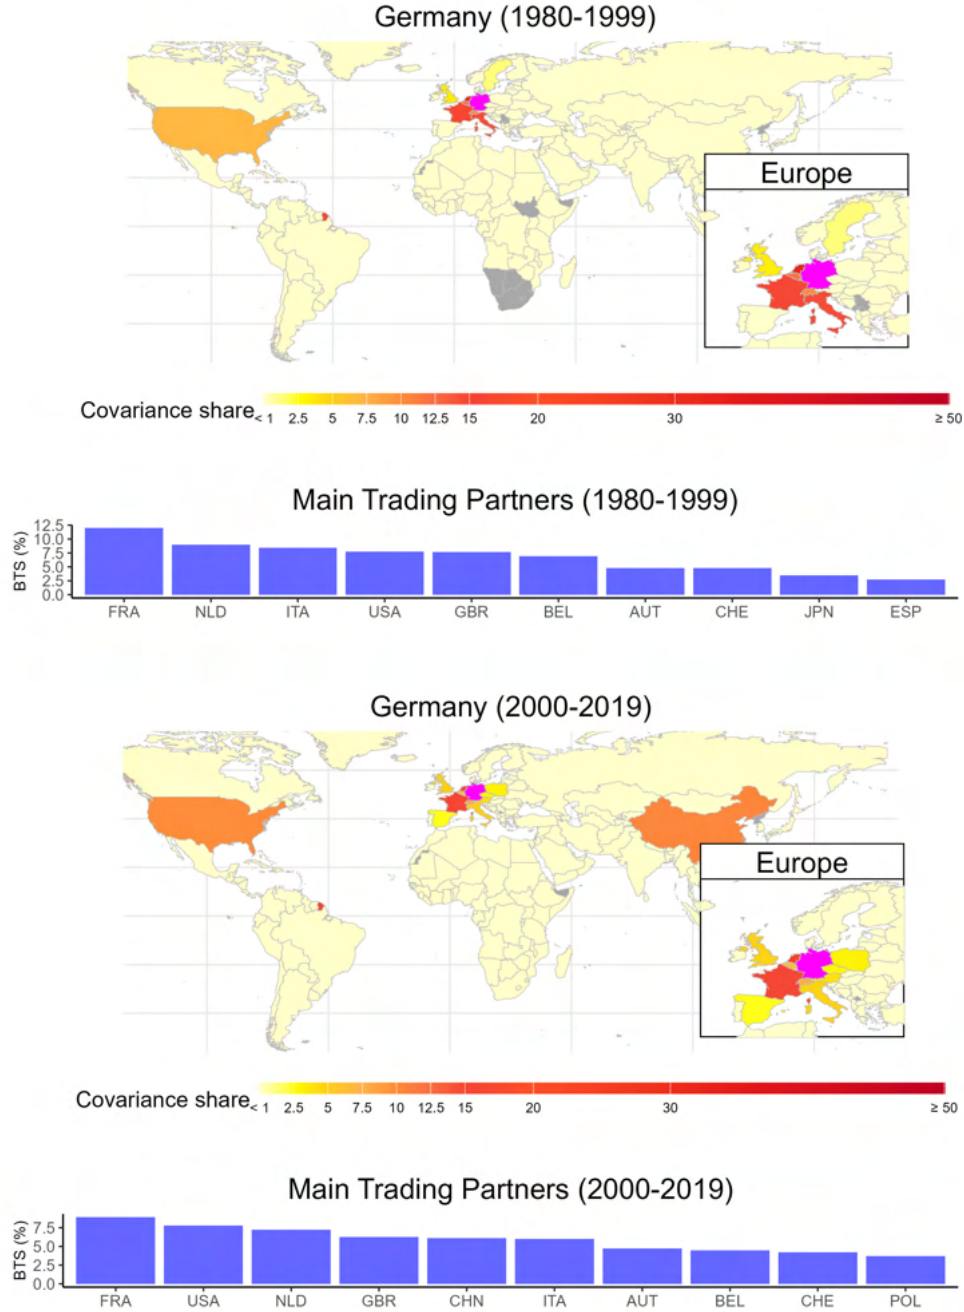 Germany (1980-1999)
Europe
Covariance share
< 1 2.5 5 7.5 10 12.5 15 20 30 ≥ 50
Main Trading Partners (1980-1999)
BTS (%)
12.5
10.0
7.5
5.0
2.5
0.0
FRA NLD ITA USA GBR BEL AUT CHE JPN ESP
Germany (2000-2019)
Europe
Covariance share
< 1 2.5 5 7.5 10 12.5 15 20 30 ≥ 50
Main Trading Partners (2000-2019)
BTS (%)
7.5
5.0
2.5
0.0
FRA USA NLD GBR CHN ITA AUT BEL CHE POL